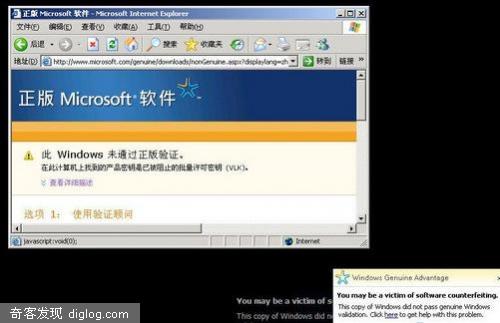 正版 Microsoft 软件 - Microsoft Internet Explorer
文件(F) 编辑(E) 查看(V) 收藏(A) 工具(T) 帮助(H)
后退 搜索 收藏夹
地址(D) http://www.microsoft.com/genuine/downloads/nonGenuine.aspx?displaylang=zh 转到 链接 »
正版 Microsoft® 软件
此 Windows 未通过正版验证。
在此计算机上找到的产品密钥是已被阻止的批量许可密钥 (VLK)。
查看详细描述
选项 1: 使用验证顾问
javascript:void(0); Internet
Windows Genuine Advantage
You may be a victim of software counterfeiting.
This copy of Windows did not pass genuine Windows
validation. Click here to get help with this problem.
You may be a victim of s
This copy of Windows did n
奇客发现 diglog.com